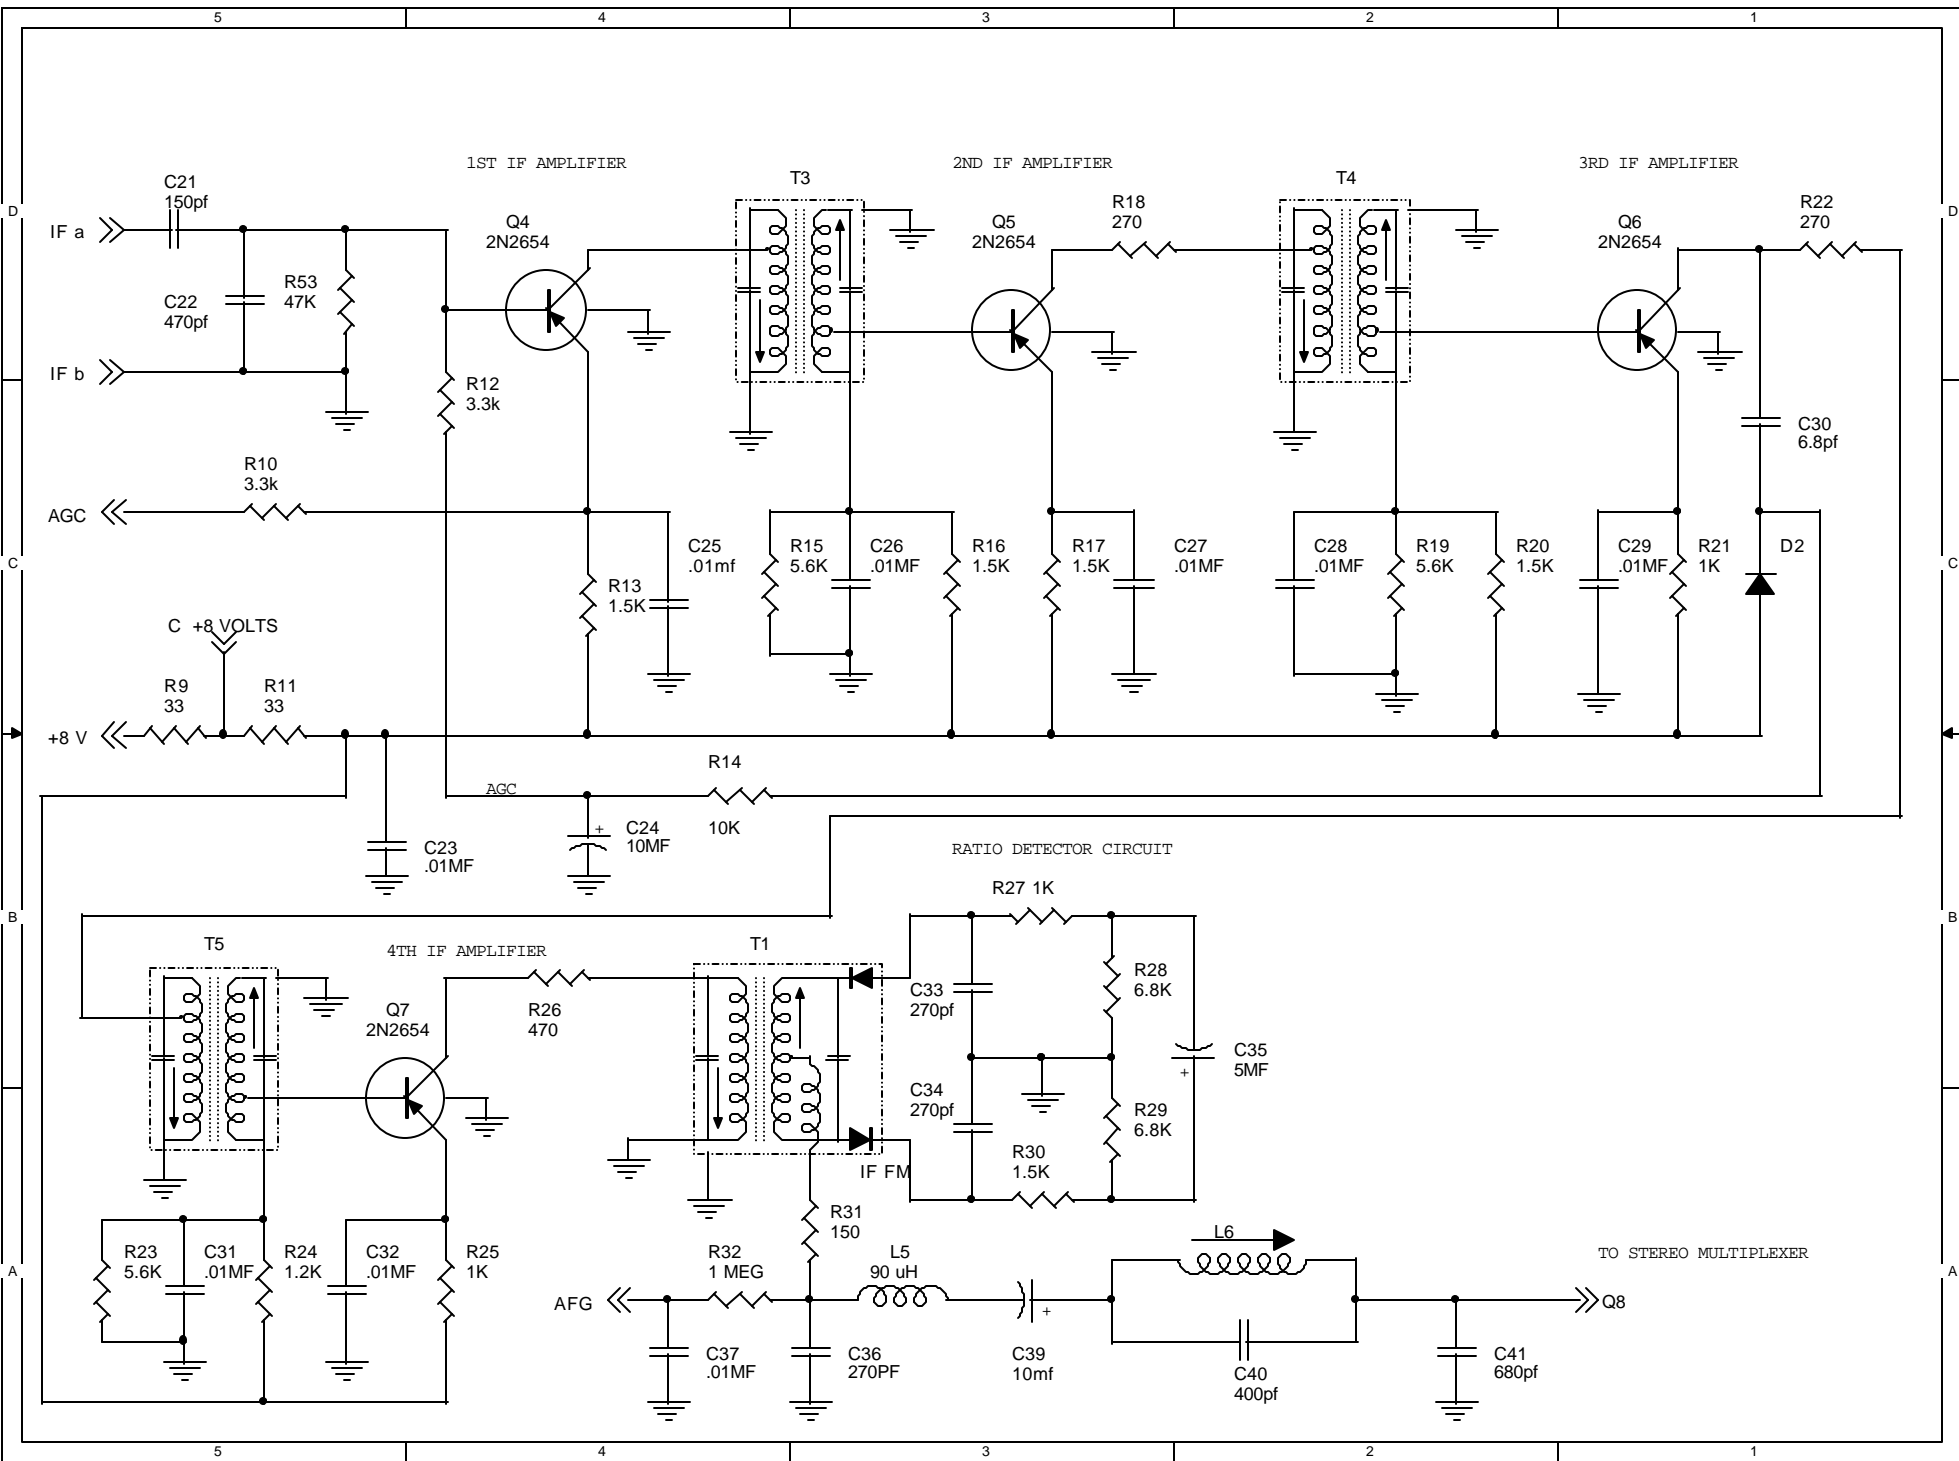 5 4 3 2 1
1ST IF AMPLIFIER
2ND IF AMPLIFIER
3RD IF AMPLIFIER
C21
150pf
T3
T4
R18
270
R22
270
D
D
IF a
Q4
2N2654
Q5
2N2654
Q6
2N2654
R53
47K
C22
470pf
IF b
R12
3.3k
C30
6.8pf
R10
3.3k
AGC
C25
.01mf
R15
5.6K
C26
.01MF
R16
1.5K
R17
1.5K
C27
.01MF
C28
.01MF
R19
5.6K
R20
1.5K
C29
.01MF
R21
1K
D2
C
C
R13
1.5K
C +8 VOLTS
R9
33
R11
33
+8 V
R14
10K
AGC
C24
+
10MF
C23
.01MF
RATIO DETECTOR CIRCUIT
R27 1K
B
B
T5
4TH IF AMPLIFIER
T1
R28
6.8K
C33
270pf
Q7
2N2654
R26
470
C35
5MF
+
C34
270pf
R29
6.8K
R30
1.5K
IF FM
R31
150
L6
R23
5.6K
C31
.01MF
R24
1.2K
C32
.01MF
R25
1K
R32
1 MEG
L5
90 uH
TO STEREO MULTIPLEXER
A
A
AFG
+
Q8
C37
.01MF
C36
270PF
C39
10mf
C40
400pf
C41
680pf
5 4 3 2 1